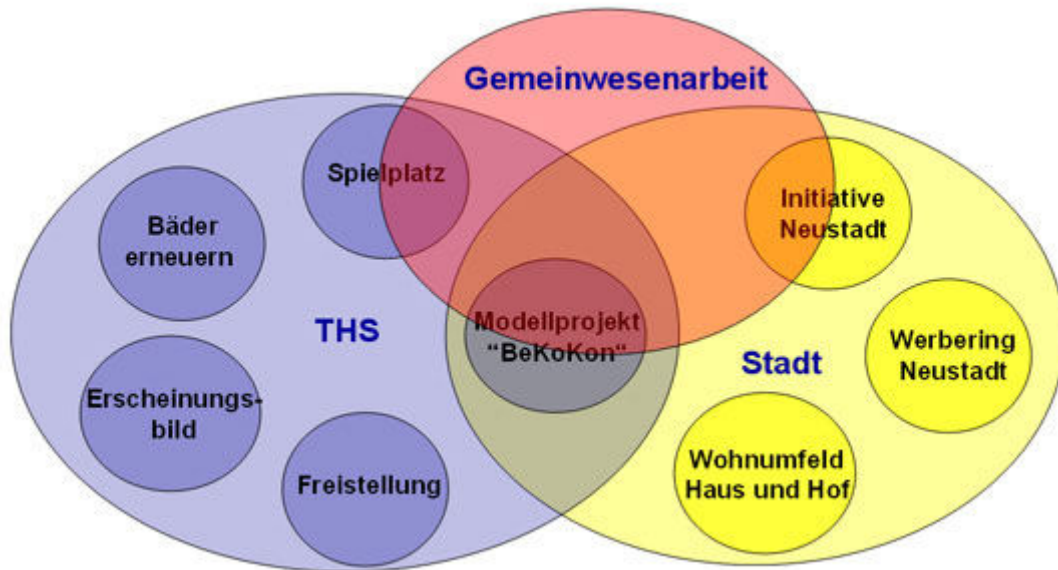 Gemeinwesenarbeit
Spielplatz
Bäder
erneuern
THS
Erscheinungs-
bild
Freistellung
Modellprojekt
“BeKoKon“
Initiative
Neustadt
Werbering
Neustadt
Stadt
Wohnumfeld
Haus und Hof